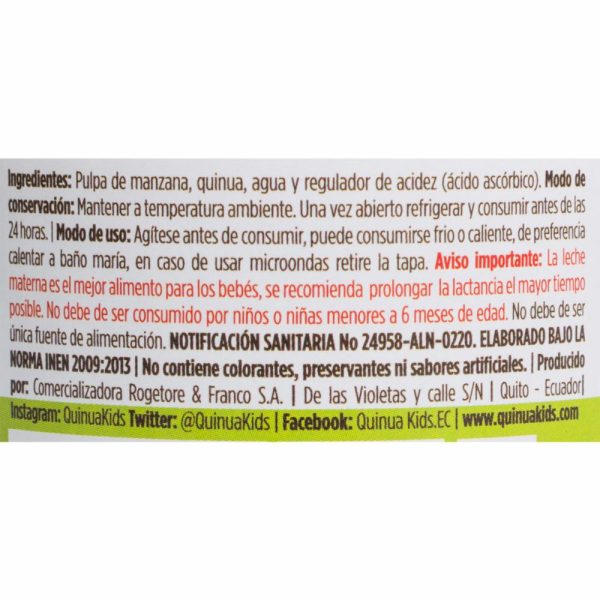 Ingredientes: Pulpa de manzana, quinua, agua y regulador de acidez (ácido ascórbico). Modo de
conservación: Mantener a temperatura ambiente. Una vez abierto refrigerar y consumir antes de las
24 horas. | Modo de uso: Agítese antes de consumir, puede consumirse frio o caliente, de preferencia
calentar a baño maría, en caso de usar microondas retire la tapa. Aviso importante: La leche
materna es el mejor alimento para los bebés, se recomienda prolongar la lactancia el mayor tiempo
posible. No debe de ser consumido por niños o niñas menores a 6 meses de edad. No debe de ser
única fuente de alimentación. NOTIFICACIÓN SANITARIA No 24958-ALN-0220. ELABORADO BAJO LA
NORMA INEN 2009:2013 | No contiene colorantes, preservantes ni sabores artificiales. | Producido
por: Comercializadora Rogetore & Franco S.A. | De las Violetas y calle S/N | Quito - Ecuador|
Instagram: QuinuaKids Twitter: @QuinuaKids | Facebook: Quinua Kids.EC | www.quinuakids.com